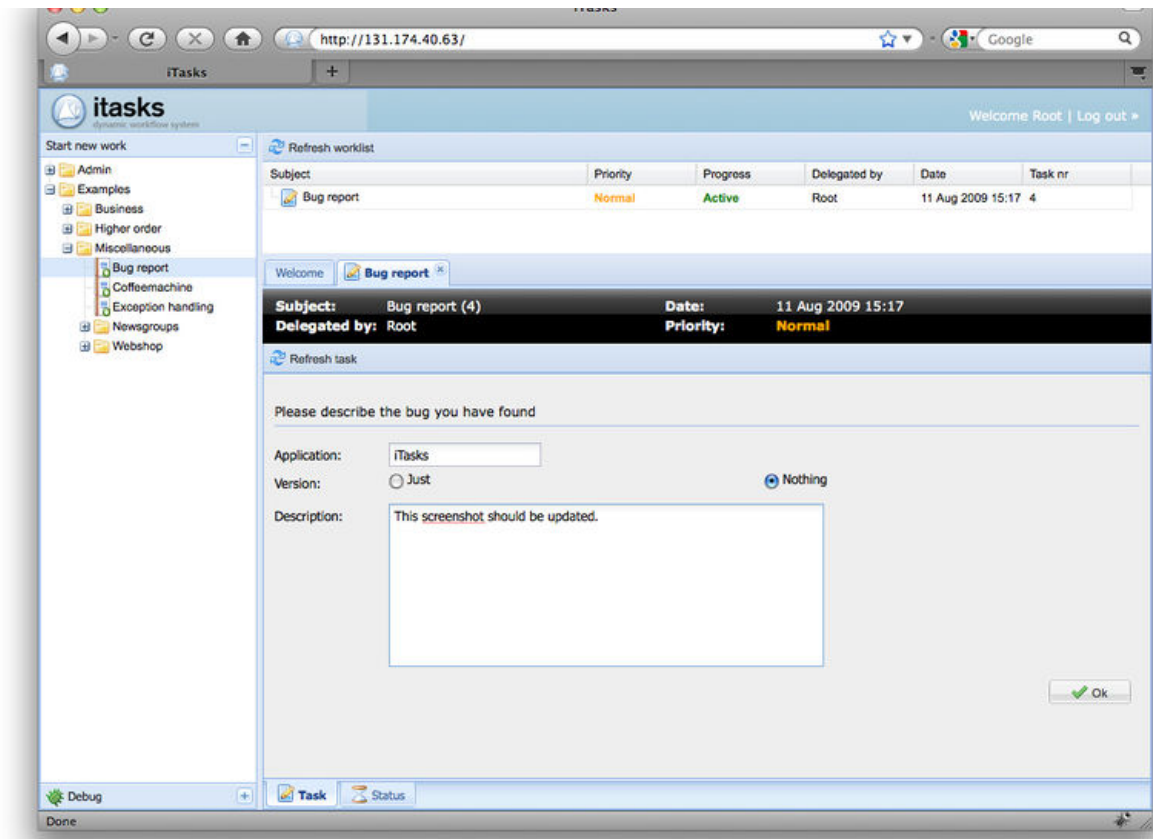 iTasks
http://131.174.40.63/
Google
iTasks
+
itasks
dynamic workflow system
Welcome Root | Log out »
Start new work
Admin
Examples
Business
Higher order
Miscellaneous
Bug report
Coffeemachine
Exception handling
Newsgroups
Webshop
Debug
Refresh worklist
Subject Priority Progress Delegated by Date Task nr
Bug report Normal Active Root 11 Aug 2009 15:17 4
Welcome Bug report
Subject: Bug report (4) Date: 11 Aug 2009 15:17
Delegated by: Root Priority: Normal
Refresh task
Please describe the bug you have found
Application: iTasks
Version: Just Nothing
Description: This screenshot should be updated.
Ok
Task Status
Done